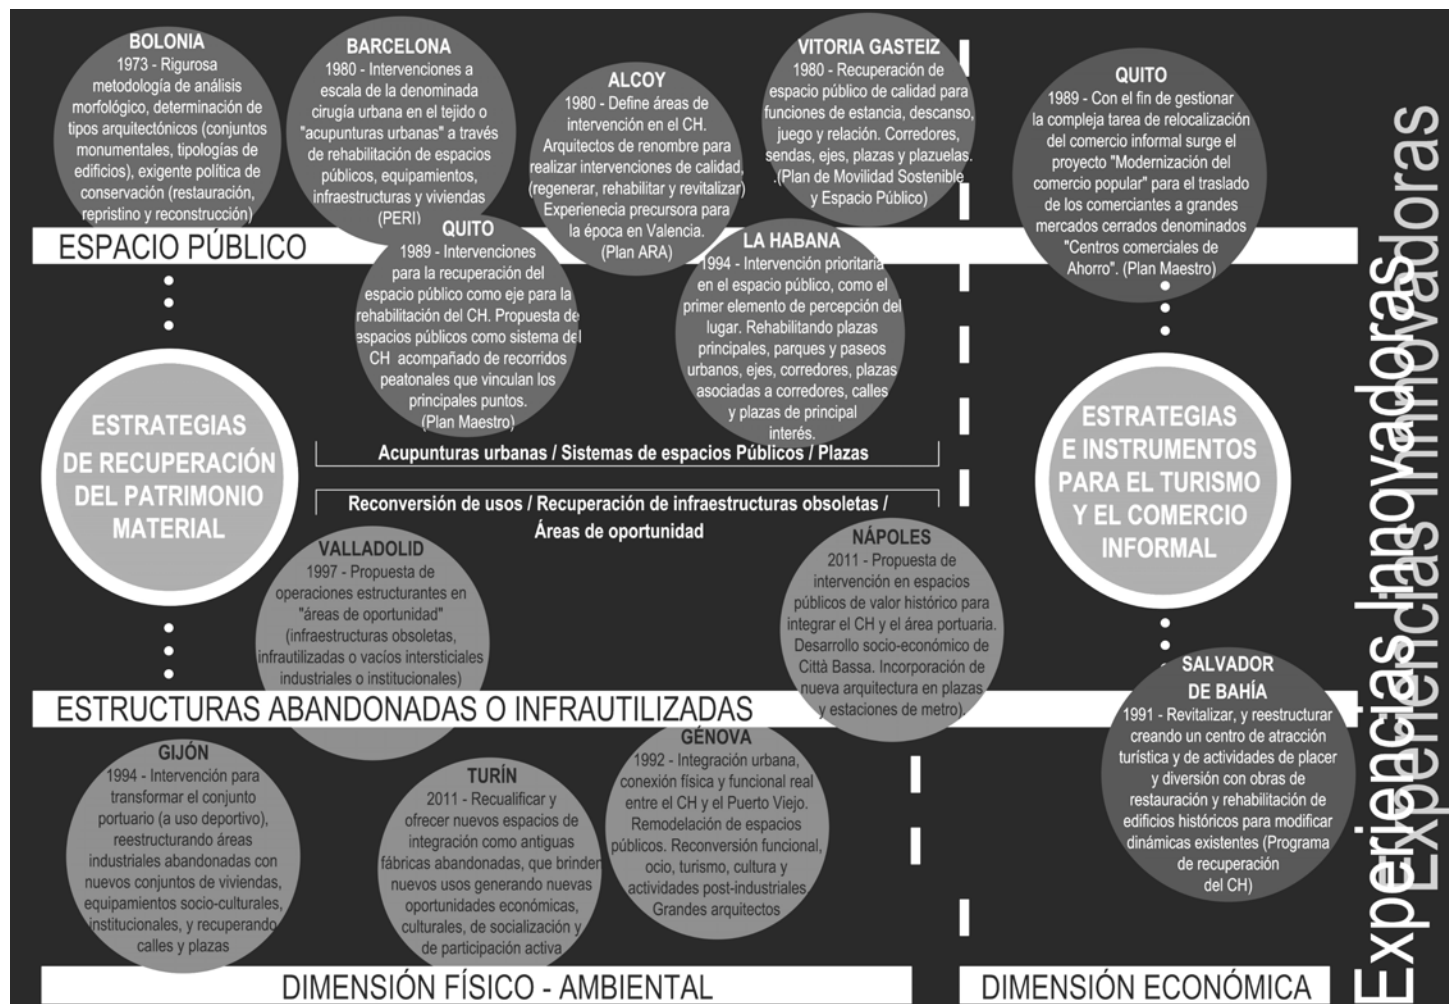 BOLONIA
1973 - Rigurosa
metodología de análisis
morfológico, determinación de
tipos arquitectónicos (conjuntos
monumentales, tipologías de
edificios), exigente política de
conservación (restauración,
repristino y reconstrucción)
BARCELONA
1980 - Intervenciones a
escala de la denominada
cirugía urbana en el tejido o
"acupunturas urbanas" a través
de rehabilitación de espacios
públicos, equipamientos,
infraestructuras y viviendas
(PERI)
ALCOY
1980 - Define áreas de
intervención en el CH.
Arquitectos de renombre para
realizar intervenciones de calidad,
(regenerar, rehabilitar y revitalizar)
Experienecia precursora para
la época en Valencia.
(Plan ARA)
VITORIA GASTEIZ
1980 - Recuperación de
espacio público de calidad para
funciones de estancia, descanso,
juego y relación. Corredores,
sendas, ejes, plazas y plazuelas.
.(Plan de Movilidad Sostenible
y Espacio Público)
QUITO
1989 - Con el fin de gestionar
la compleja tarea de relocalización
del comercio informal surge el
proyecto "Modernización del
comercio popular" para el traslado
de los comerciantes a grandes
mercados cerrados denominados
"Centros comerciales de
Ahorro". (Plan Maestro)
ESPACIO PÚBLICO
QUITO
1989 - Intervenciones
para la recuperación del
espacio público como eje para la
rehabilitación del CH. Propuesta de
espacios públicos como sistema del
CH acompañado de recorridos
peatonales que vinculan los
principales puntos.
(Plan Maestro)
LA HABANA
1994 - Intervención prioritaria
en el espacio público, como el
primer elemento de percepción del
lugar. Rehabilitando plazas
principales, parques y paseos
urbanos, ejes, corredores, plazas
asociadas a corredores, calles
y plazas de principal
interés.
ESTRATEGIAS
DE RECUPERACIÓN
DEL PATRIMONIO
MATERIAL
Acupunturas urbanas / Sistemas de espacios Públicos / Plazas
Reconversión de usos / Recuperación de infraestructuras obsoletas /
Áreas de oportunidad
ESTRATEGIAS
E INSTRUMENTOS
PARA EL TURISMO
Y EL COMERCIO
INFORMAL
VALLADOLID
1997 - Propuesta de
operaciones estructurantes en
"áreas de oportunidad"
(infraestructuras obsoletas,
infrautilizadas o vacíos intersticiales
industriales o institucionales)
NÁPOLES
2011 - Propuesta de
intervención en espacios
públicos de valor histórico para
integrar el CH y el área portuaria.
Desarrollo socio-económico de
Città Bassa. Incorporación de
nueva arquitectura en plazas
y estaciones de metro).
ESTRUCTURAS ABANDONADAS O INFRAUTILIZADAS
SALVADOR
DE BAHÍA
1991 - Revitalizar, y reestructurar
creando un centro de atracción
turística y de actividades de placer
y diversión con obras de
restauración y rehabilitación de
edificios históricos para modificar
dinámicas existentes (Programa
de recuperación
del CH)
GIJÓN
1994 - Intervención para
transformar el conjunto
portuario (a uso deportivo),
reestructurando áreas
industriales abandonadas con
nuevos conjuntos de viviendas,
equipamientos socio-culturales,
institucionales, y recuperando
calles y plazas
TURÍN
2011 - Recualificar y
ofrecer nuevos espacios de
integración como antiguas
fábricas abandonadas, que brinden
nuevos usos generando nuevas
oportunidades económicas,
culturales, de socialización y
de participación activa
GÉNOVA
1992 - Integración urbana,
conexión física y funcional real
entre el CH y el Puerto Viejo.
Remodelación de espacios
públicos. Reconversión funcional,
ocio, turismo, cultura y
actividades post-industriales.
Grandes arquitectos
DIMENSIÓN FÍSICO - AMBIENTAL
DIMENSIÓN ECONÓMICA
Experiencias Innovadoras
Experiencias Innovadoras